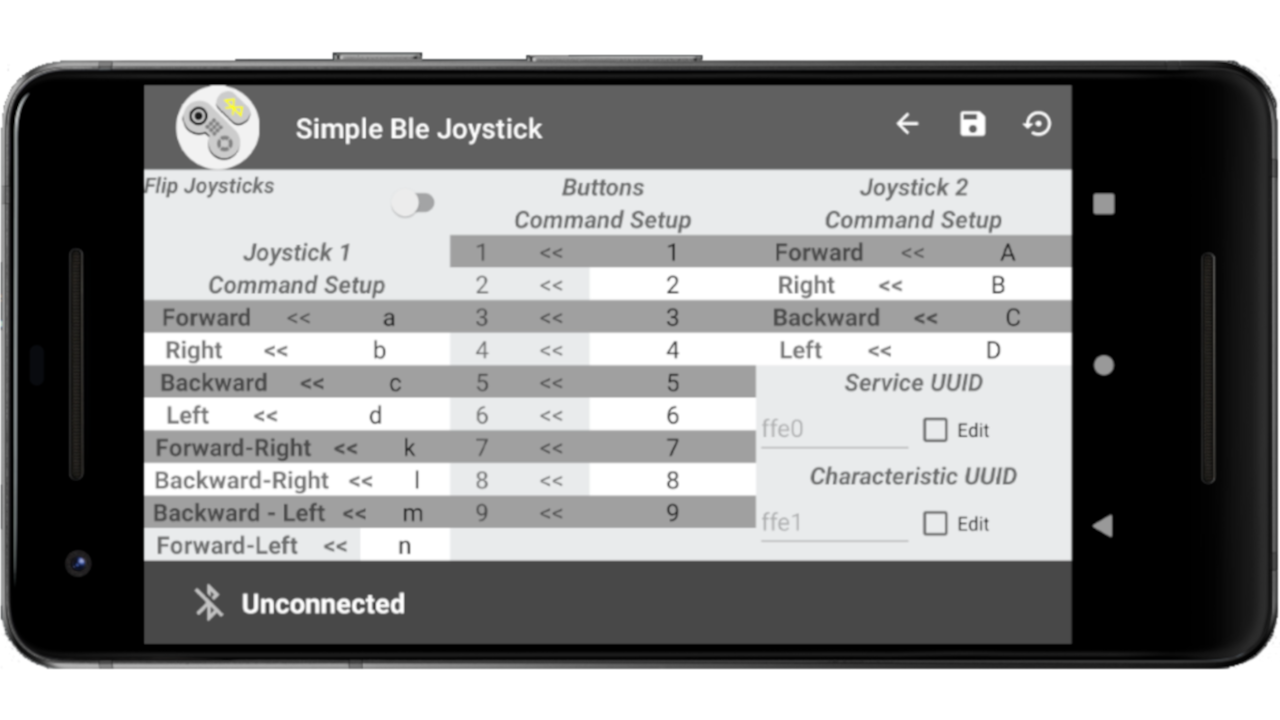 Simple Ble Joystick
Flip Joysticks
Joystick 1
Command Setup
Forward << a
Right << b
Backward << c
Left << d
Forward-Right << k
Backward-Right << l
Backward - Left << m
Forward-Left << n
Buttons
Command Setup
1 << 1
2 << 2
3 << 3
4 << 4
5 << 5
6 << 6
7 << 7
8 << 8
9 << 9
Joystick 2
Command Setup
Forward << A
Right << B
Backward << C
Left << D
Service UUID
ffe0 Edit
Characteristic UUID
ffe1 Edit
Unconnected